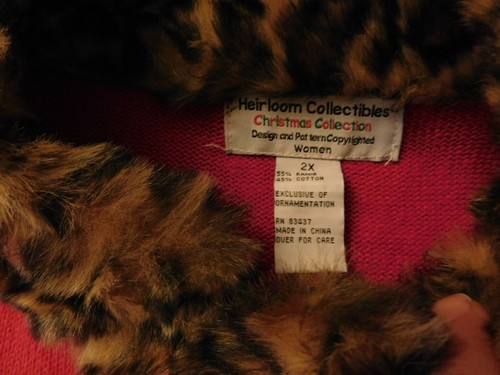 Heirloom Collectibles
Christmas Collection
Design and Pattern Copyrighted
Women
2X
55% RAMIE
45% COTTON
EXCLUSIVE OF
ORNAMENTATION
RN 83037
MADE IN CHINA
OVER FOR CARE